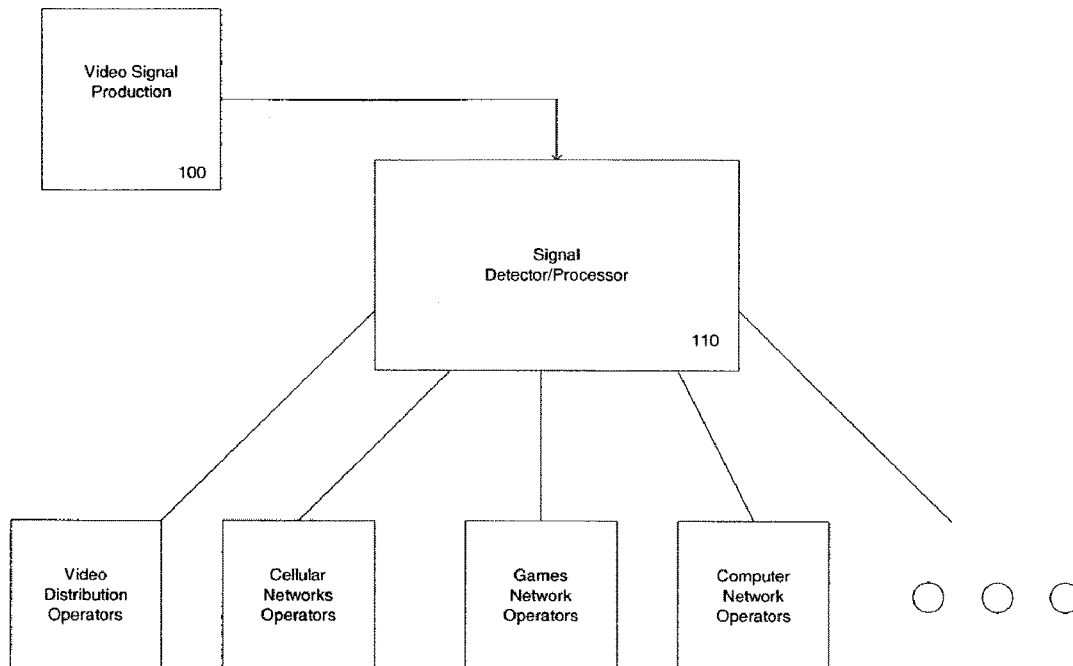 Video Signal
Production
100
Signal
Detector/Processor
110
Video
Distribution
Operators
Cellular
Networks
Operators
Games
Network
Operators
Computer
Network
Operators